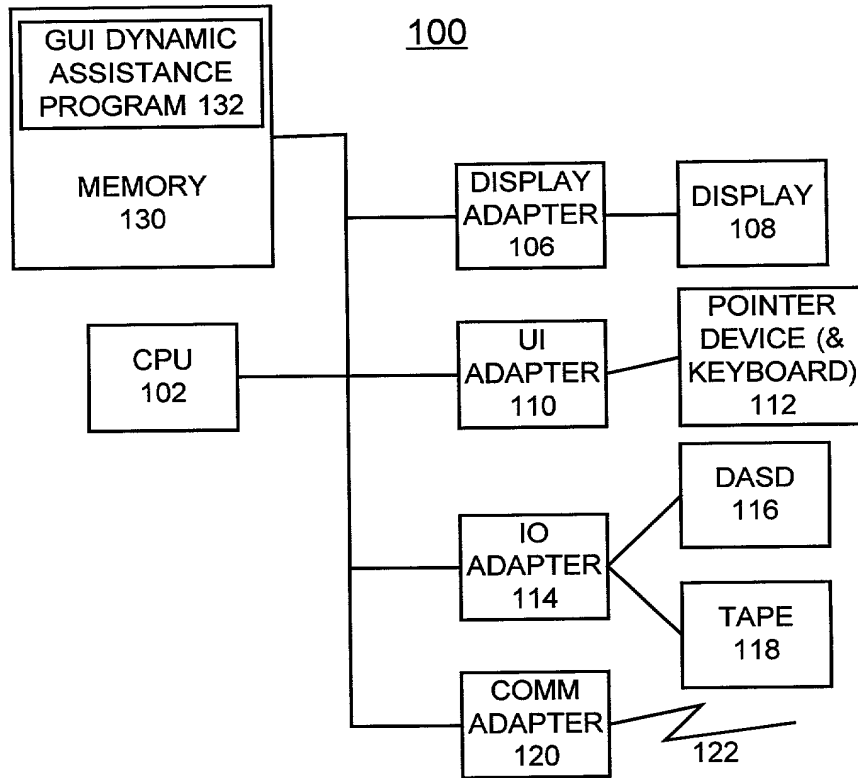 100
GUI DYNAMIC
ASSISTANCE
PROGRAM 132
MEMORY
130
DISPLAY
ADAPTER
106
DISPLAY
108
CPU
102
UI
ADAPTER
110
POINTER
DEVICE (&
KEYBOARD)
112
IO
ADAPTER
114
DASD
116
TAPE
118
COMM
ADAPTER
120
122